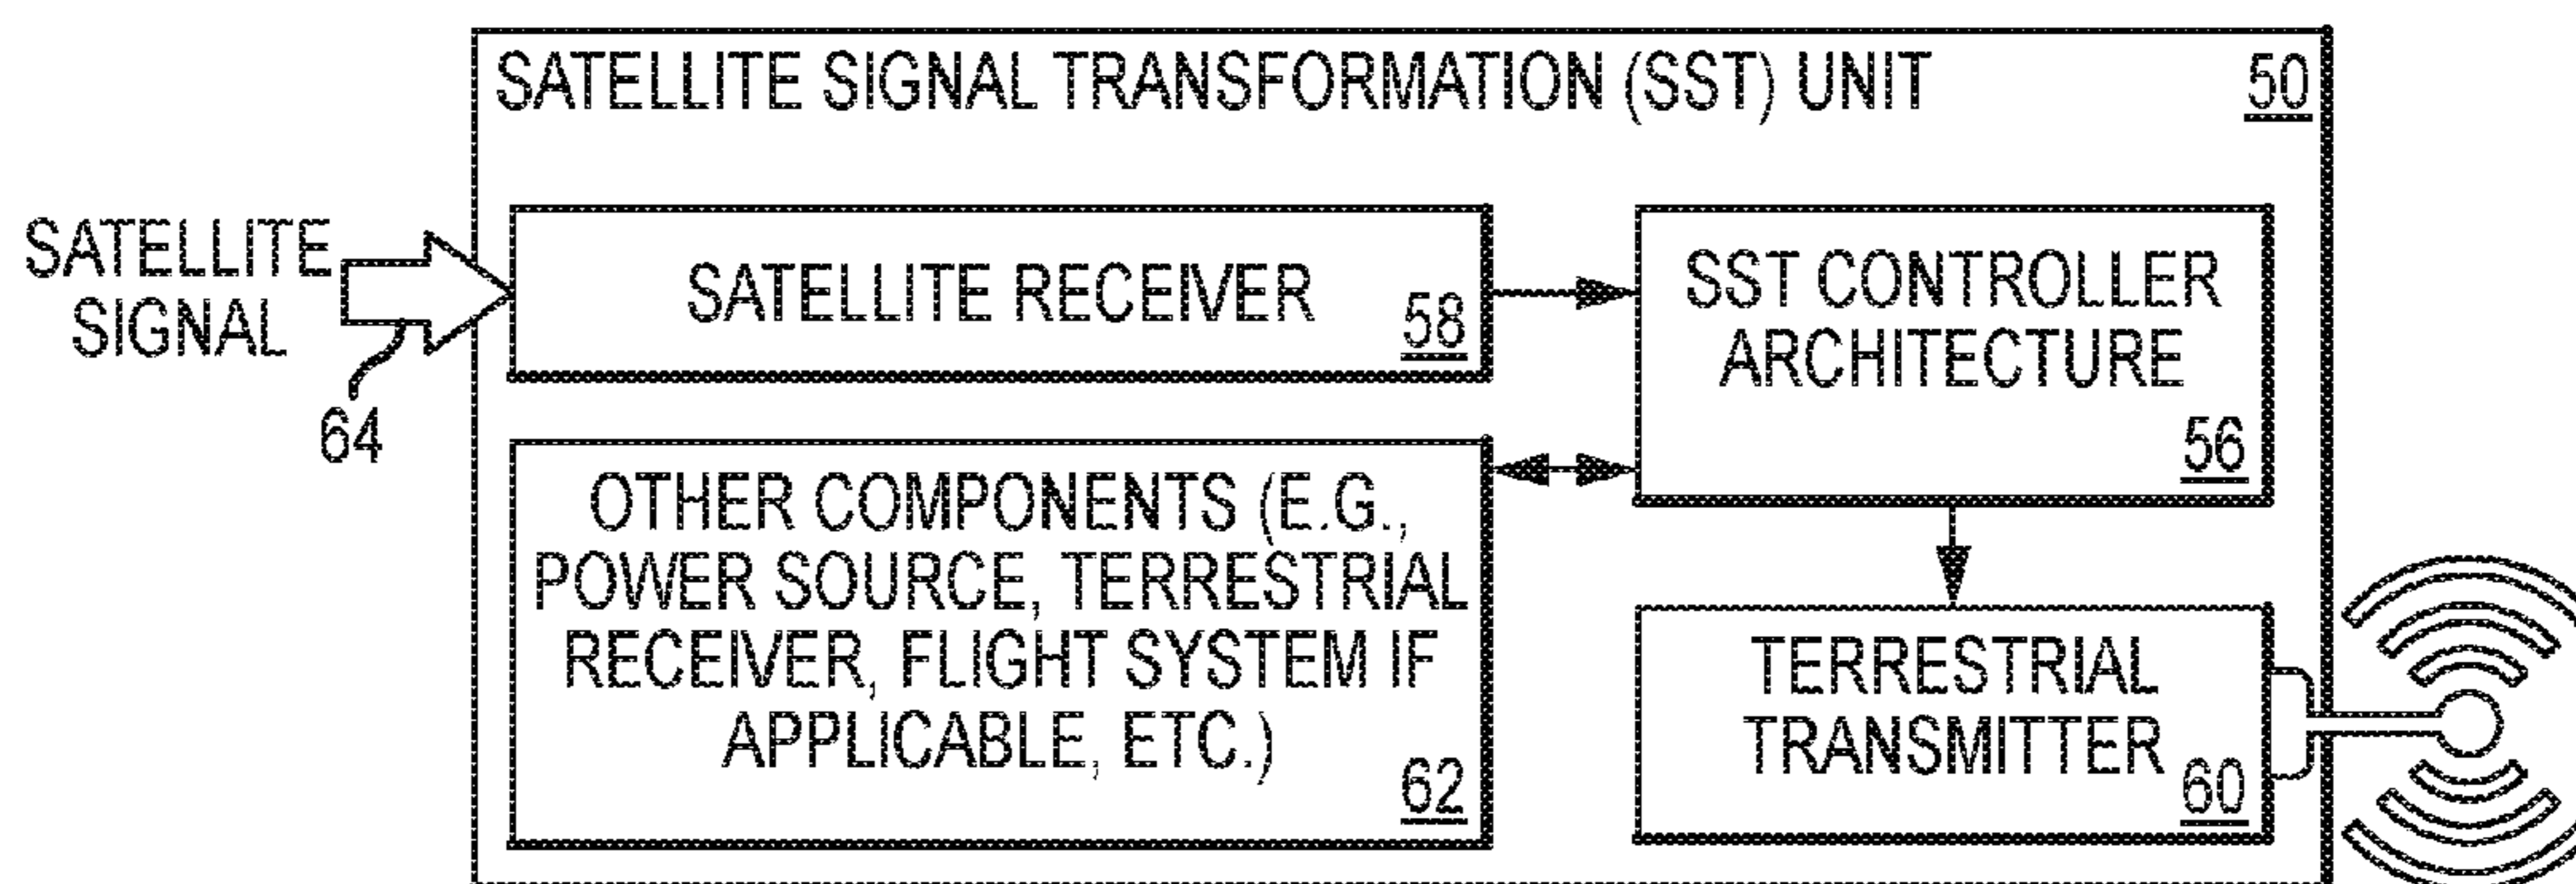 SATELLITE SIGNAL TRANSFORMATION (SST) UNIT 50
SATELLITE
SIGNAL
64
SATELLITE RECEIVER
58
SST CONTROLLER
ARCHITECTURE
56
OTHER COMPONENTS (E.G.,
POWER SOURCE, TERRESTRIAL
RECEIVER, FLIGHT SYSTEM IF
APPLICABLE, ETC.)
62
TERRESTRIAL
TRANSMITTER
60